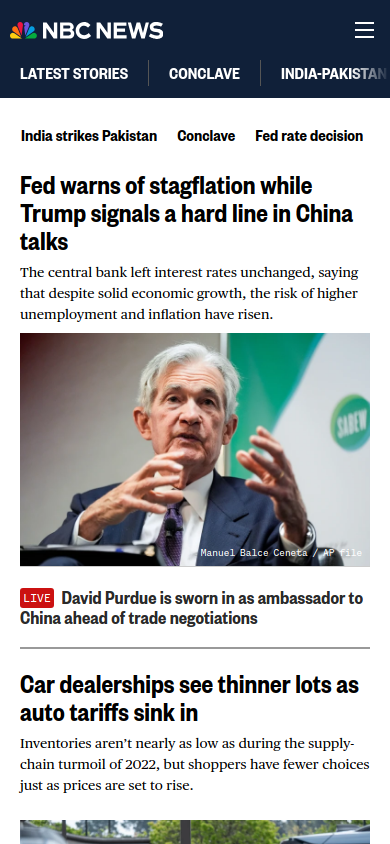 NBC NEWS
LATEST STORIES
CONCLAVE
INDIA-PAKISTAN
India strikes Pakistan
Conclave
Fed rate decision
Fed warns of stagflation while
Trump signals a hard line in China
talks
The central bank left interest rates unchanged, saying
that despite solid economic growth, the risk of higher
unemployment and inflation have risen.
SABEW
Manuel Balce Ceneta / AP file
LIVE David Purdue is sworn in as ambassador to
China ahead of trade negotiations
Car dealerships see thinner lots as
auto tariffs sink in
Inventories aren’t nearly as low as during the supply-
chain turmoil of 2022, but shoppers have fewer choices
just as prices are set to rise.